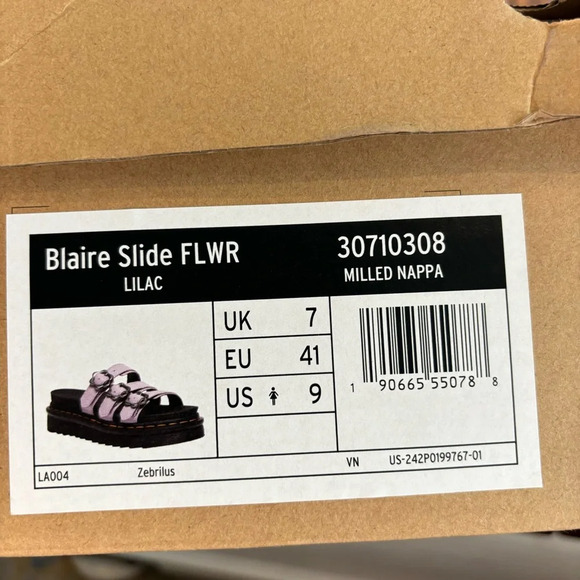 Blaire Slide FLWR
LILAC
30710308
MILLED NAPPA
UK 7
EU 41
US 9
1 90665 55078 8
LA004 Zebrilus VN US-242P0199767-01